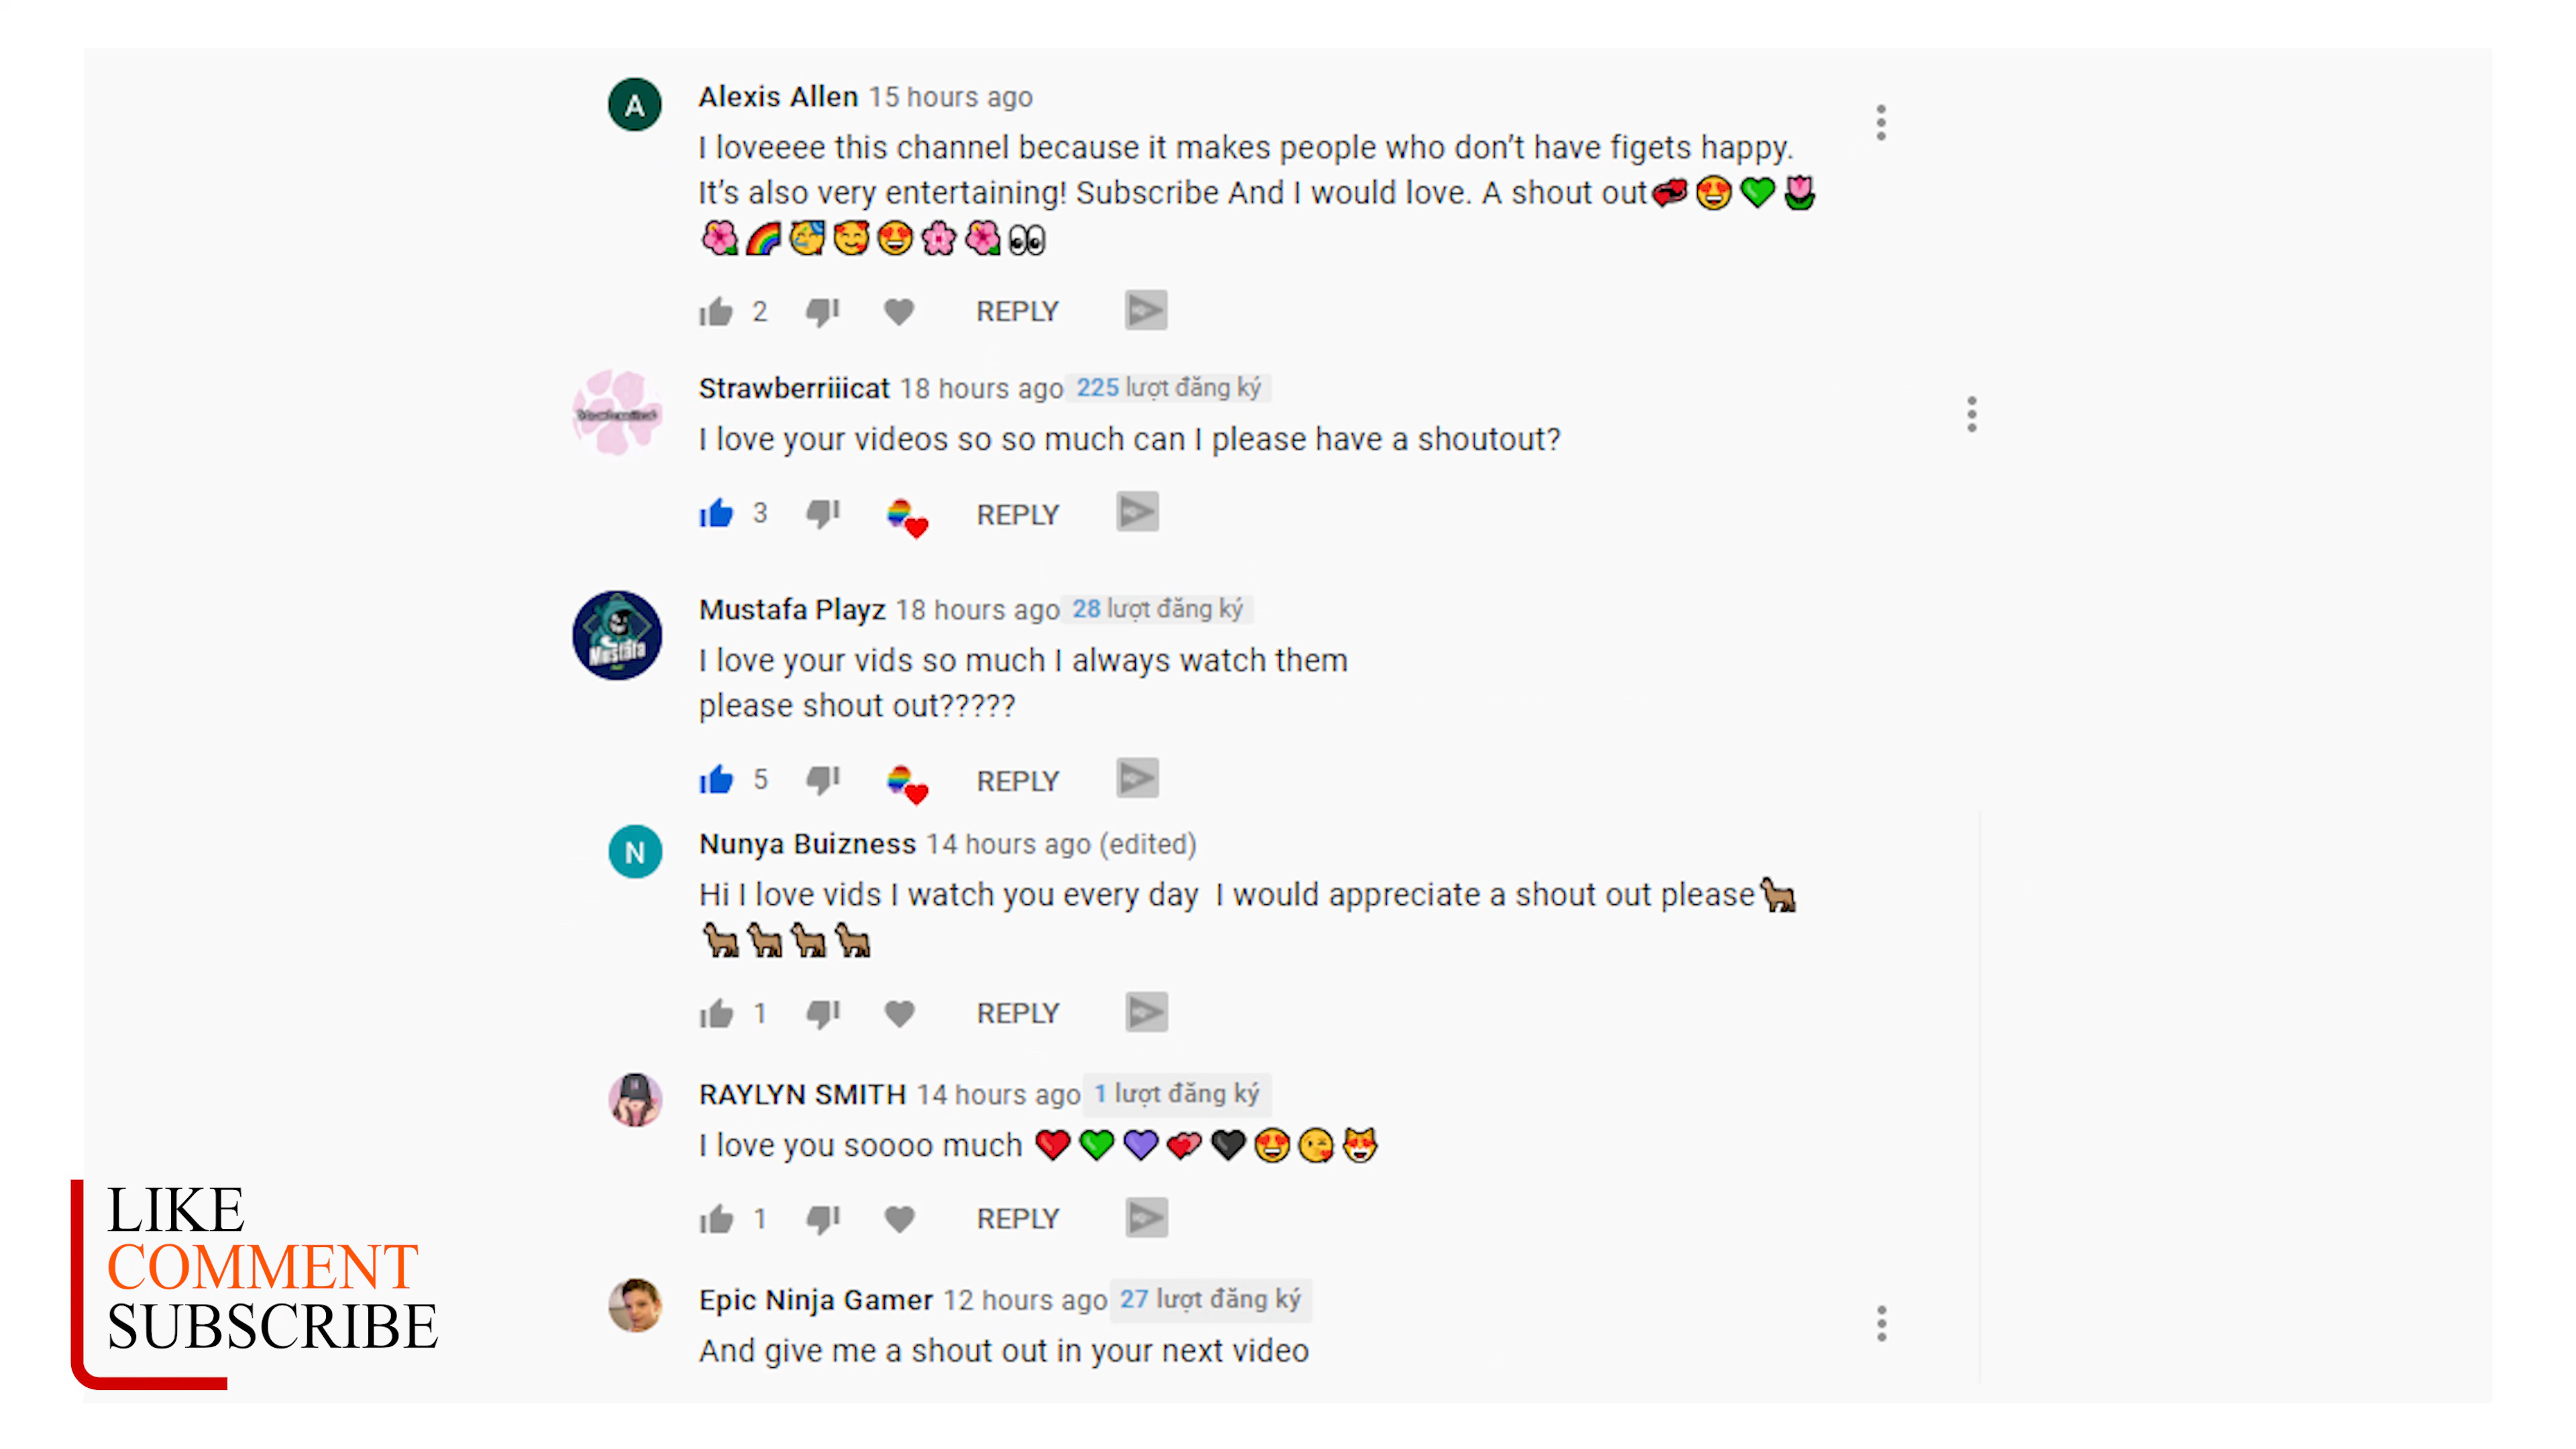 A
Alexis Allen 15 hours ago
I loveeee this channel because it makes people who don't have figets happy.
It's also very entertaining! Subscribe And I would love. A shout out💞😍💚🌷
🌺🌈🥳🥰😍🌸🌺👀
2 REPLY
Strawberriiicat 18 hours ago 225 lượt đăng ký
I love your videos so so much can I please have a shoutout?
3 REPLY
Mustafa Playz 18 hours ago 28 lượt đăng ký
Mustafa
I love your vids so much I always watch them
please shout out?????
5 REPLY
N
Nunya Buizness 14 hours ago (edited)
Hi I love vids I watch you every day  I would appreciate a shout out please🦙
🦙🦙🦙🦙
1 REPLY
RAYLYN SMITH 14 hours ago 1 lượt đăng ký
I love you soooo much ❤💚💜💕🖤😍😘😻
1 REPLY
Epic Ninja Gamer 12 hours ago 27 lượt đăng ký
And give me a shout out in your next video
LIKE
COMMENT
SUBSCRIBE